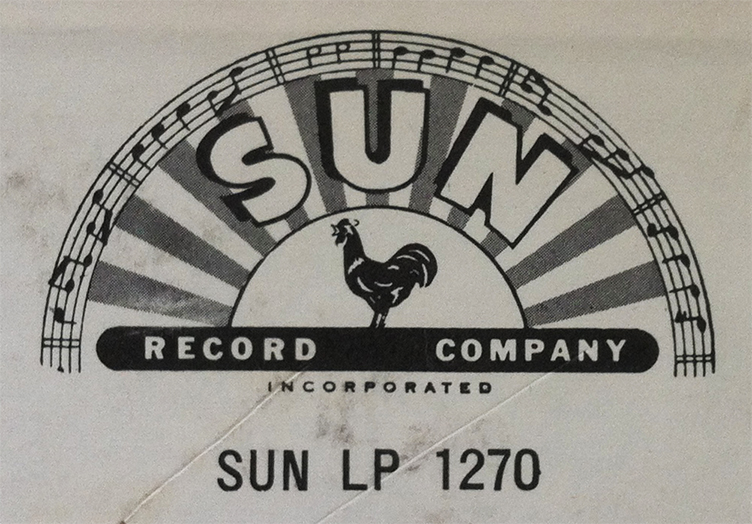 SUN
RECORD COMPANY
INCORPORATED
SUN LP 1270